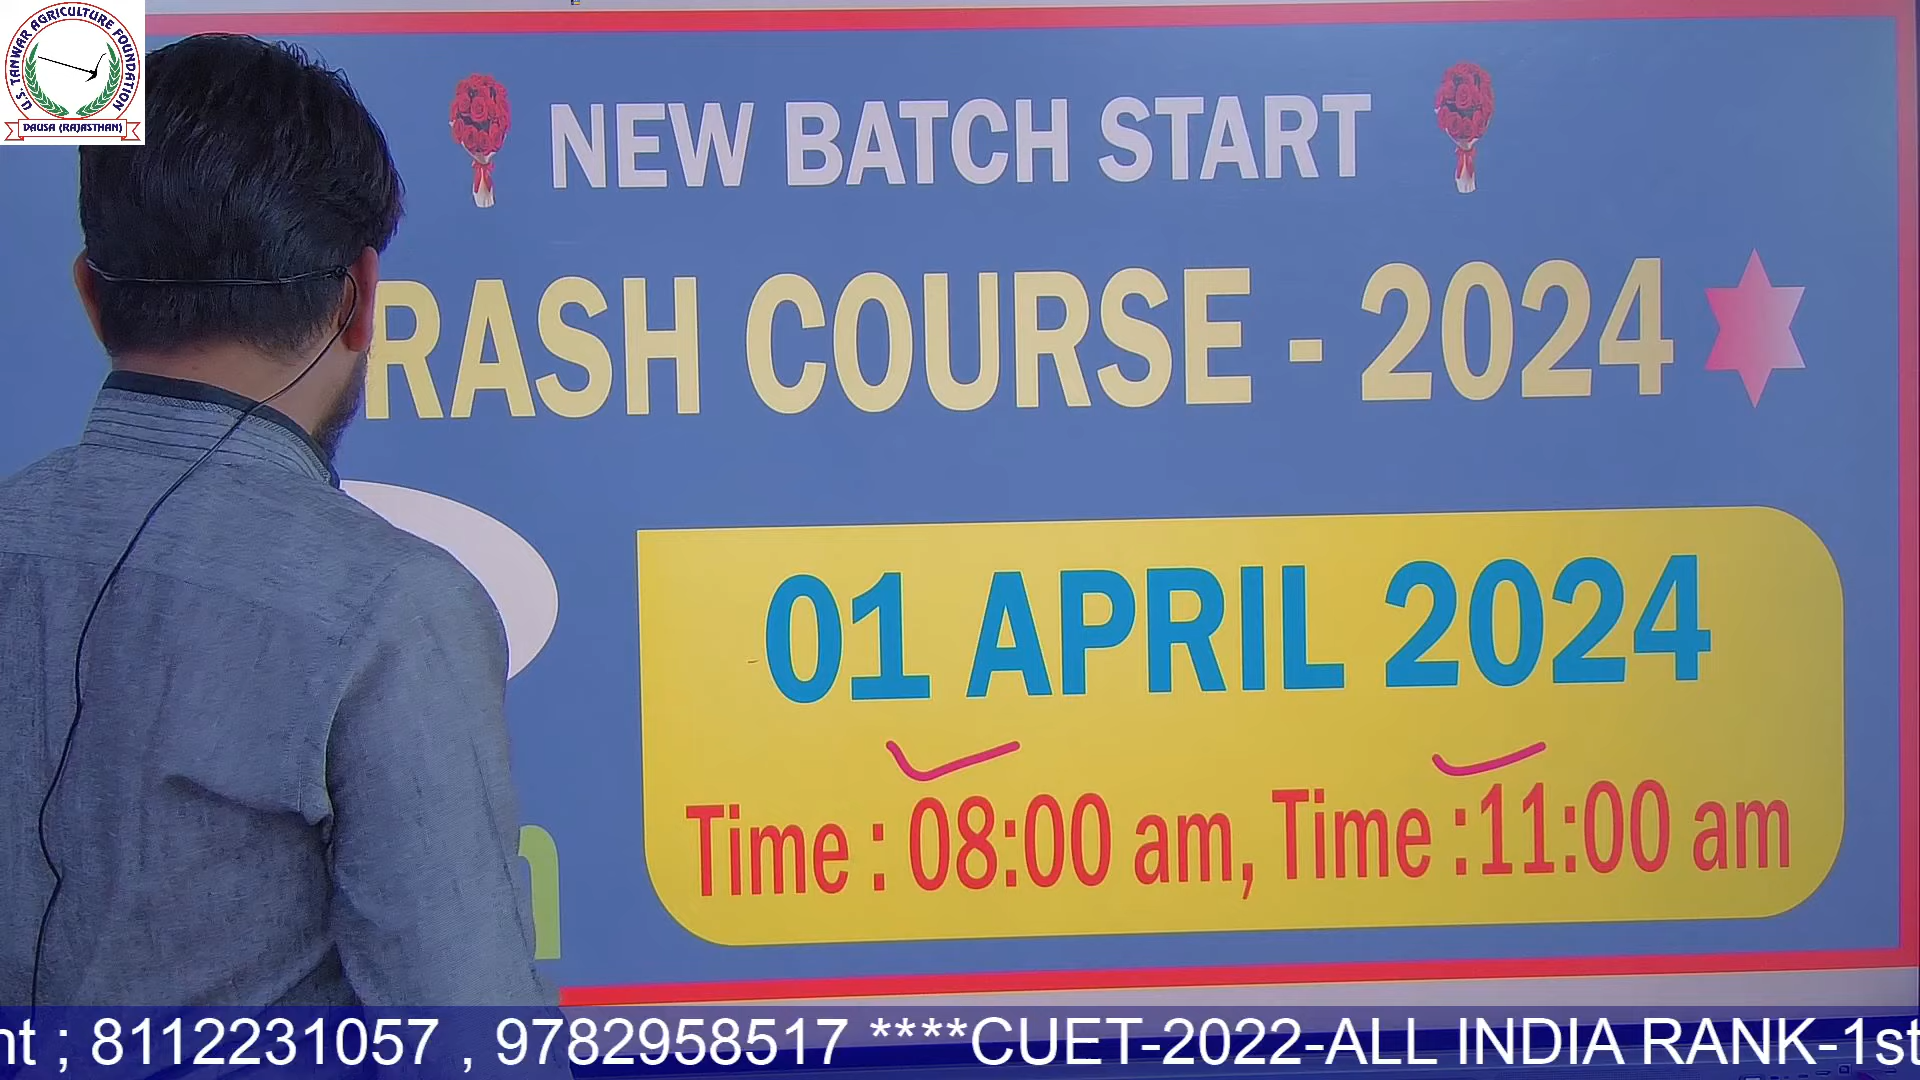 U.S. TANWAR AGRICULTURE FOUNDATION
DAUSA (RAJASTHAN)
NEW BATCH START
RASH COURSE - 2024
01 APRIL 2024
Time : 08:00 am, Time :11:00 am
nt ; 8112231057 , 9782958517 ****CUET-2022-ALL INDIA RANK-1st